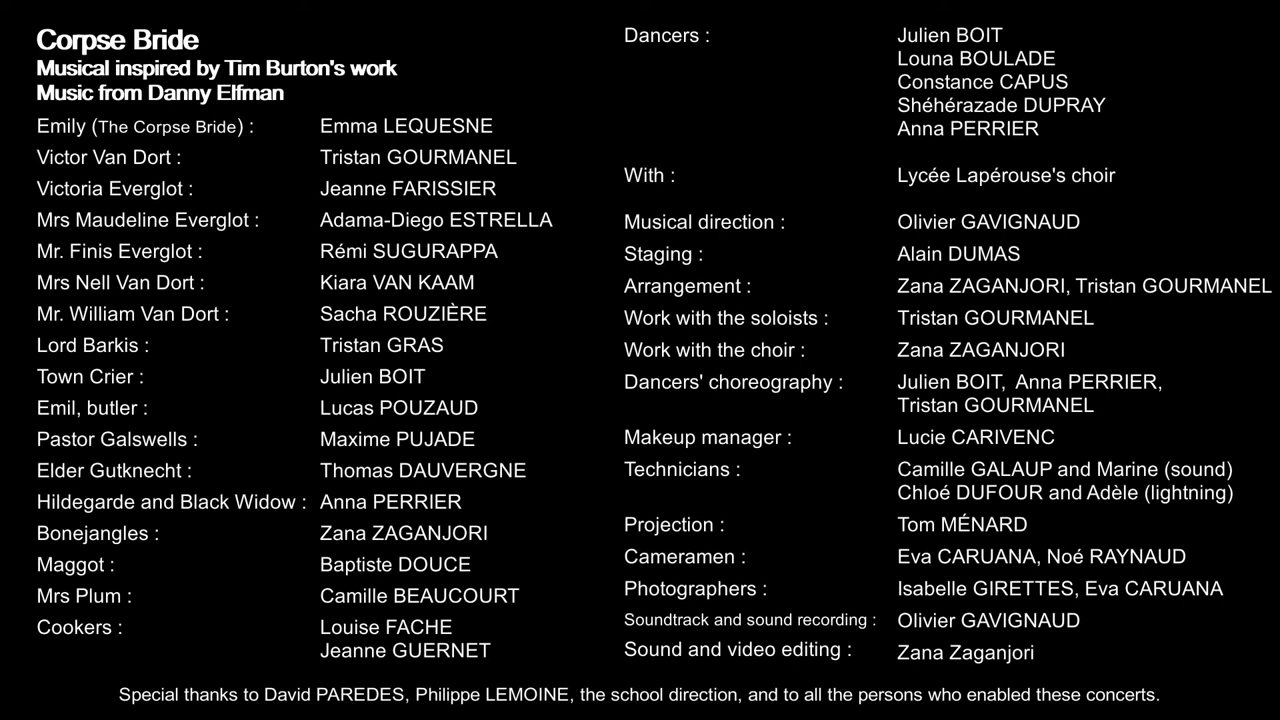 Corpse Bride
Musical inspired by Tim Burton's work
Music from Danny Elfman
Emily (The Corpse Bride) : Emma LEQUESNE
Victor Van Dort : Tristan GOURMANEL
Victoria Everglot : Jeanne FARISSIER
Mrs Maudeline Everglot : Adama-Diego ESTRELLA
Mr. Finis Everglot : Rémi SUGURAPPA
Mrs Nell Van Dort : Kiara VAN KAAM
Mr. William Van Dort : Sacha ROUZIÈRE
Lord Barkis : Tristan GRAS
Town Crier : Julien BOIT
Emil, butler : Lucas POUZAUD
Pastor Galswells : Maxime PUJADE
Elder Gutknecht : Thomas DAUVERGNE
Hildegarde and Black Widow : Anna PERRIER
Bonejangles : Zana ZAGANJORI
Maggot : Baptiste DOUCE
Mrs Plum : Camille BEAUCOURT
Cookers : Louise FACHE
Jeanne GUERNET
Dancers : Julien BOIT
Louna BOULADE
Constance CAPUS
Shéhérazade DUPRAY
Anna PERRIER
With : Lycée Lapérouse's choir
Musical direction : Olivier GAVIGNAUD
Staging : Alain DUMAS
Arrangement : Zana ZAGANJORI, Tristan GOURMANEL
Work with the soloists : Tristan GOURMANEL
Work with the choir : Zana ZAGANJORI
Dancers' choreography : Julien BOIT, Anna PERRIER,
Tristan GOURMANEL
Makeup manager : Lucie CARIVENC
Technicians : Camille GALAUP and Marine (sound)
Chloé DUFOUR and Adèle (lightning)
Projection : Tom MÉNARD
Cameramen : Eva CARUANA, Noé RAYNAUD
Photographers : Isabelle GIRETTES, Eva CARUANA
Soundtrack and sound recording : Olivier GAVIGNAUD
Sound and video editing : Zana Zaganjori
Special thanks to David PAREDES, Philippe LEMOINE, the school direction, and to all the persons who enabled these concerts.